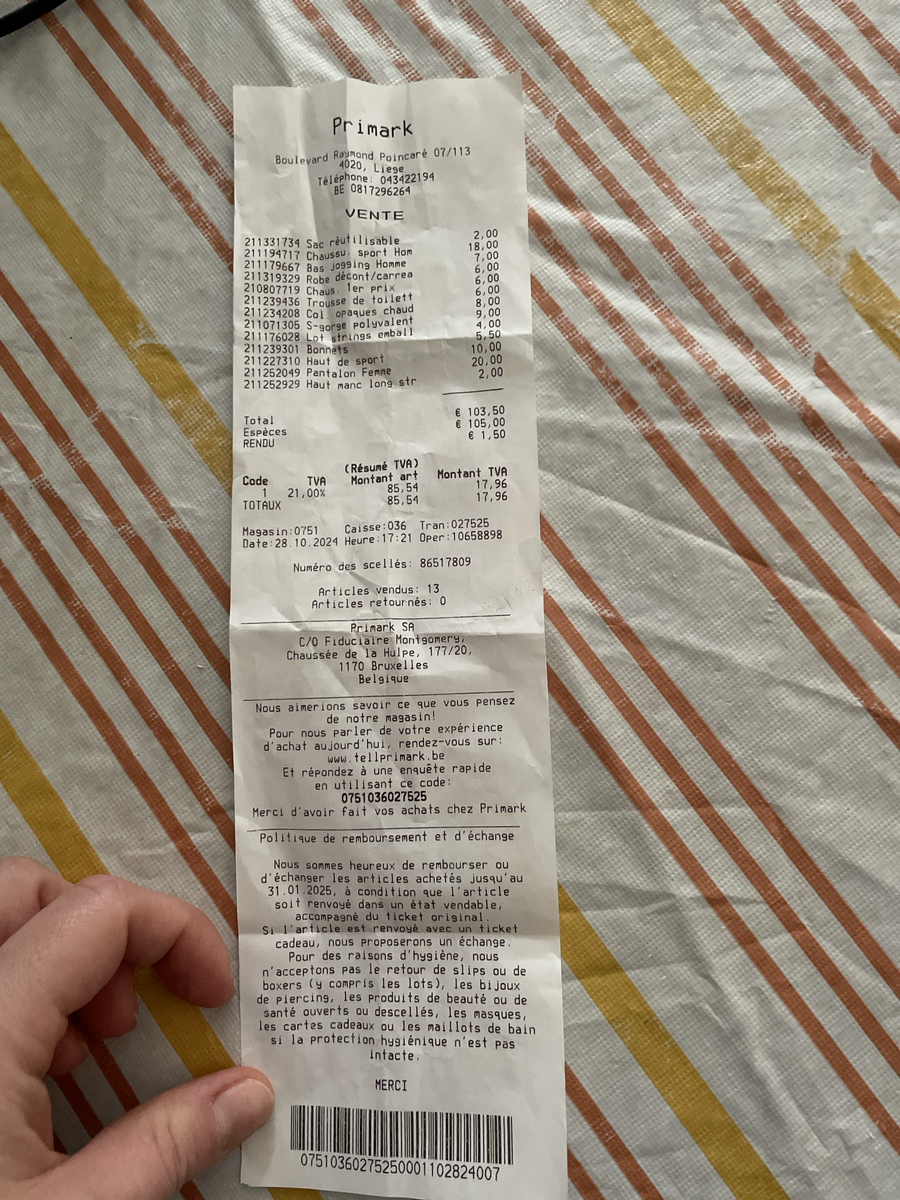 Primark
Boulevard Raymond Poincaré 07/113
4020, Liege
Téléphone: 043422194
BE 0817296264
VENTE
211331734 Sac réutilisable 2,00
211194717 Chaussu. sport Hom 18,00
211179667 Bas jogging Homme 7,00
211319329 Robe décont/carrea 6,00
210807719 Chaus. 1er prix 6,00
211239436 Trousse de toilett 6,00
211234208 Col. opaques chaud 8,00
211071305 S-gorge polyvalent 9,00
211176028 Lot strings emball 4,00
211239301 Bonnets 5,50
211227310 Haut de sport 10,00
211252049 Pantalon Femme 20,00
211252929 Haut manc long str 2,00
Total € 103,50
Espèces € 105,00
RENDU € 1,50
(Résumé TVA)
Code TVA Montant art Montant TVA
1 21,00% 85,54 17,96
TOTAUX 85,54 17,96
Magasin:0751 Caisse:036 Tran:027525
Date:28.10.2024 Heure:17:21 Oper:10658898
Numéro des scellés: 86517809
Articles vendus: 13
Articles retournés: 0
Primark SA
C/O Fiduciaire Montgomery,
Chaussée de la Hulpe, 177/20,
1170 Bruxelles
Belgique
Nous aimerions savoir ce que vous pensez
de notre magasin!
Pour nous parler de votre expérience
d'achat aujourd'hui, rendez-vous sur:
www.tellprimark.be
Et répondez à une enquête rapide
en utilisant ce code:
0751036027525
Merci d'avoir fait vos achats chez Primark
Politique de remboursement et d'échange
Nous sommes heureux de rembourser ou
d'échanger les articles achetés jusqu'au
31.01.2025, à condition que l'article
soit renvoyé dans un état vendable,
accompagné du ticket original.
Si l'article est renvoyé avec un ticket
cadeau, nous proposerons un échange.
Pour des raisons d'hygiène, nous
n'acceptons pas le retour de slips ou de
boxers (y compris les lots), les bijoux
de piercing, les produits de beauté ou de
santé ouverts ou descellés, les masques,
les cartes cadeaux ou les maillots de bain
si la protection hygiénique n'est pas
intacte.
MERCI
07510360275250001102824007